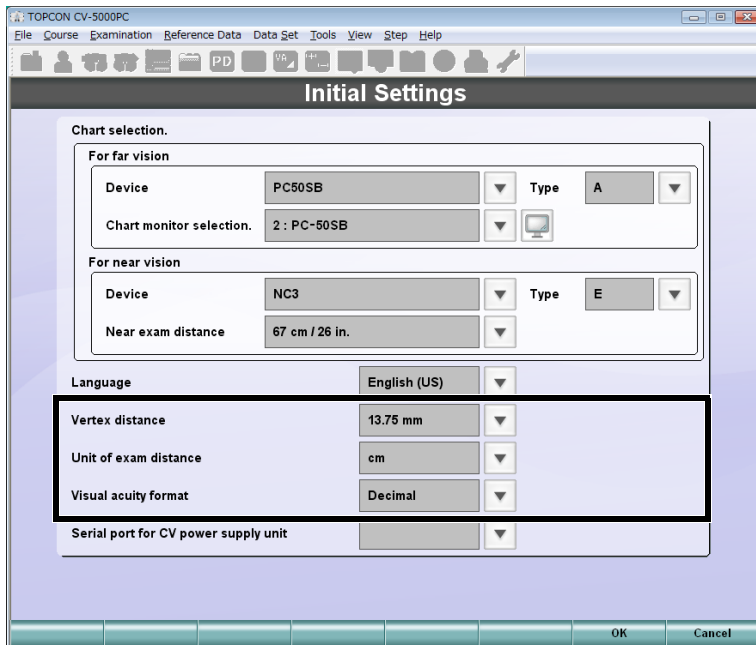 TOPCON CV-5000PC
File Course Examination Reference Data Data Set Tools View Step Help
PD VA
Initial Settings
Chart selection.
For far vision
Device PC50SB Type A
Chart monitor selection. 2 : PC-50SB
For near vision
Device NC3 Type E
Near exam distance 67 cm / 26 in.
Language English (US)
Vertex distance 13.75 mm
Unit of exam distance cm
Visual acuity format Decimal
Serial port for CV power supply unit
OK Cancel